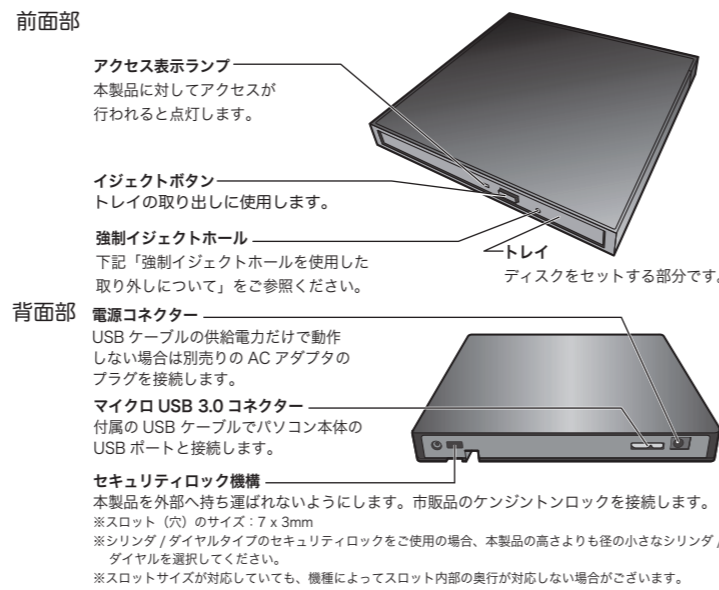 前面部
アクセス表示ランプ
本製品に対してアクセスが
行われると点灯します。
イジェクトボタン
トレイの取り出しに使用します。
強制イジェクトホール
下記「強制イジェクトホールを使用した
取り外しについて」をご参照ください。
トレイ
ディスクをセットする部分です。
背面部
電源コネクター
USB ケーブルの供給電力だけで動作
しない場合は別売りの AC アダプタの
プラグを接続します。
マイクロ USB 3.0 コネクター
付属の USB ケーブルでパソコン本体の
USB ポートと接続します。
セキュリティロック機構
本製品を外部へ持ち運ばれないようにします。市販品のケンジントンロックを接続します。
※スロット（穴）のサイズ：7 x 3mm
※シリンダ / ダイヤルタイプのセキュリティロックをご使用の場合、本製品の高さよりも径の小さなシリンダ /
ダイヤルを選択してください。
※スロットサイズが対応していても、機種によってスロット内部の奥行が対応しない場合がございます。